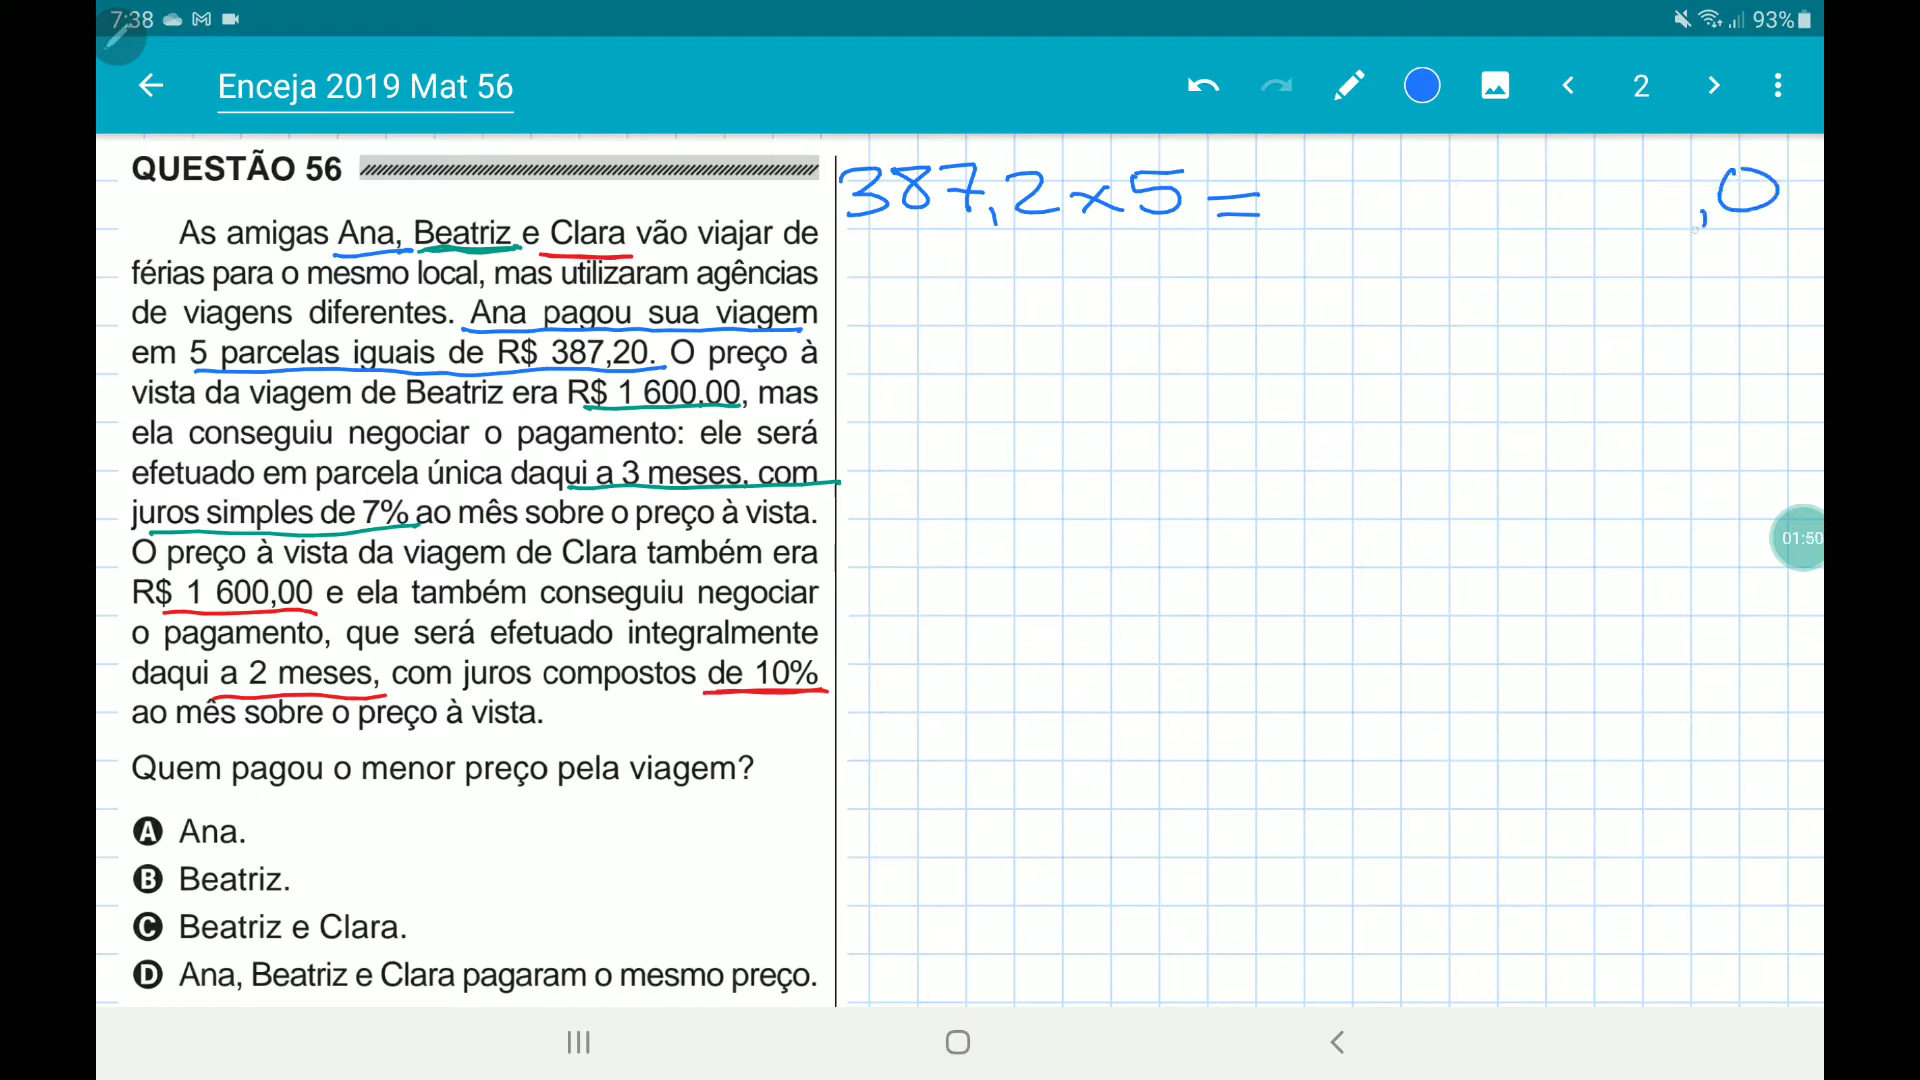 7:38 93%
Enceja 2019 Mat 56 2
QUESTÃO 56
As amigas Ana, Beatriz e Clara vão viajar de
férias para o mesmo local, mas utilizaram agências
de viagens diferentes. Ana pagou sua viagem
em 5 parcelas iguais de R$ 387,20. O preço à
vista da viagem de Beatriz era R$ 1 600,00, mas
ela conseguiu negociar o pagamento: ele será
efetuado em parcela única daqui a 3 meses, com
juros simples de 7% ao mês sobre o preço à vista.
O preço à vista da viagem de Clara também era
R$ 1 600,00 e ela também conseguiu negociar
o pagamento, que será efetuado integralmente
daqui a 2 meses, com juros compostos de 10%
ao mês sobre o preço à vista.
Quem pagou o menor preço pela viagem?
A Ana.
B Beatriz.
C Beatriz e Clara.
D Ana, Beatriz e Clara pagaram o mesmo preço.
387,2 x 5 = ,0
01:50